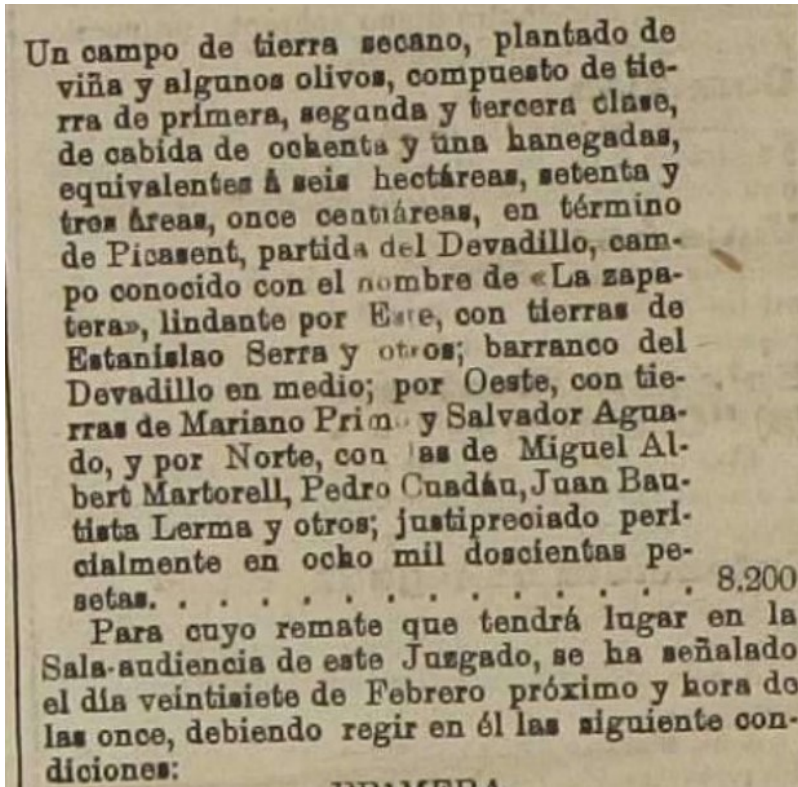 Un campo de tierra secano, plantado de
viña y algunos olivos, compuesto de tie-
rra de primera, segunda y tercera clase,
de cabida de ochenta y una hanegadas,
equivalentes á seis hectáreas, setenta y
tres áreas, once centiáreas, en término
de Picasent, partida del Devadillo, cam-
po conocido con el nombre de «La zapa-
tera», lindante por Este, con tierras de
Estanislao Serra y otros; barranco del
Devadillo en medio; por Oeste, con tie-
rras de Mariano Primo y Salvador Agua-
do, y por Norte, con las de Miguel Al-
bert Martorell, Pedro Cuadáu, Juan Bau-
tista Lerma y otros; justipreciado peri-
cialmente en ocho mil doscientas pe-
setas. . . . . . . . . . . . . . 8.200
Para cuyo remate que tendrá lugar en la
Sala-audiencia de este Juzgado, se ha señalado
el día veintisiete de Febrero próximo y hora de
las once, debiendo regir en él las siguiente con-
diciones:
PRIMERA